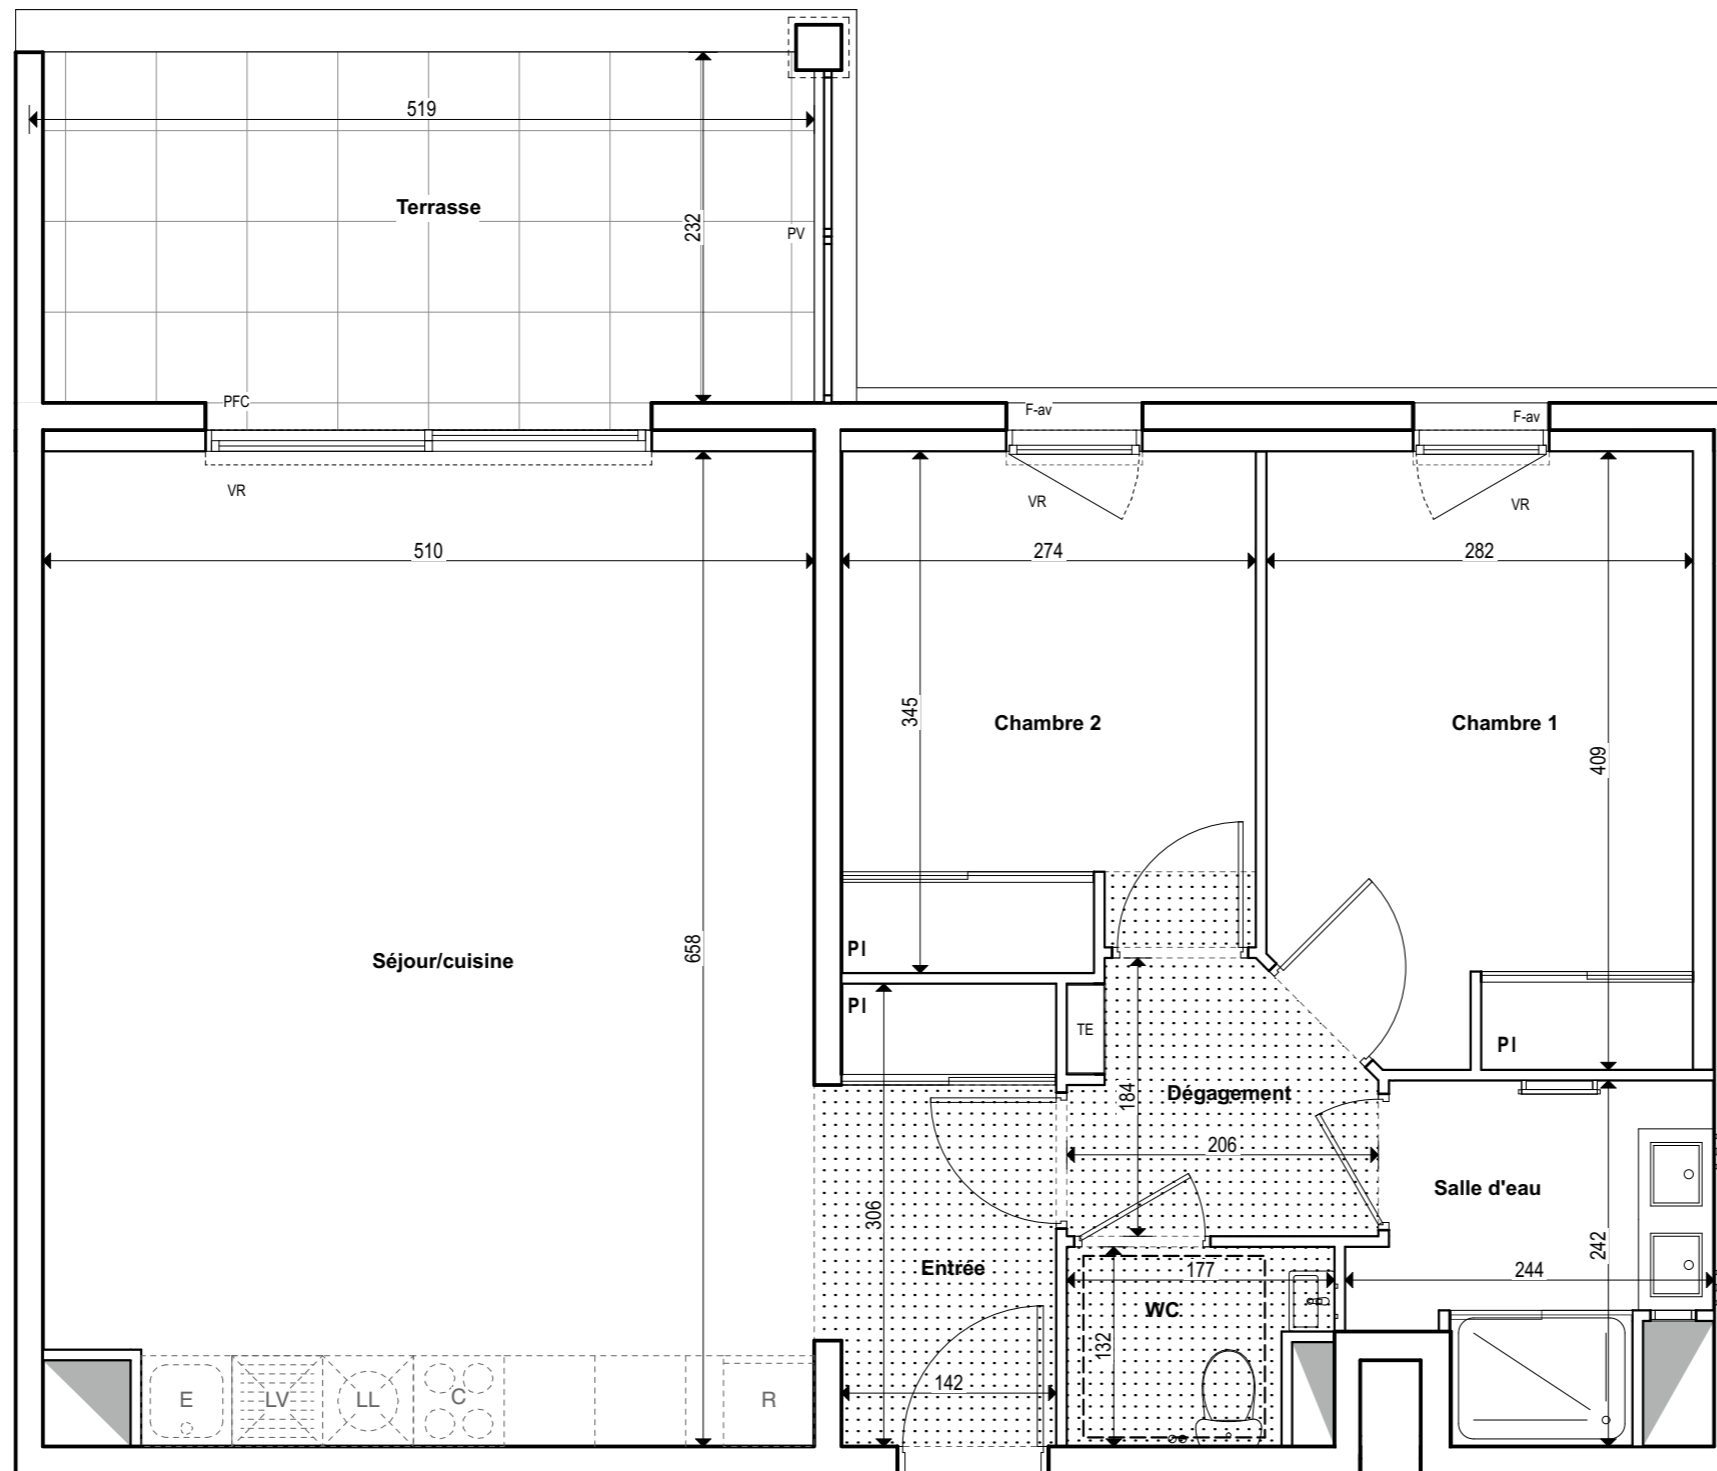 519
Terrasse
232
PV
PFC
F-av
F-av
VR
VR
VR
510
274
282
345
Chambre 2
Chambre 1
409
Séjour/cuisine
658
PI
PI
TE
PI
184
Dégagement
206
Salle d'eau
306
Entrée
177
242
244
WC
132
142
E
LV
LL
C
R